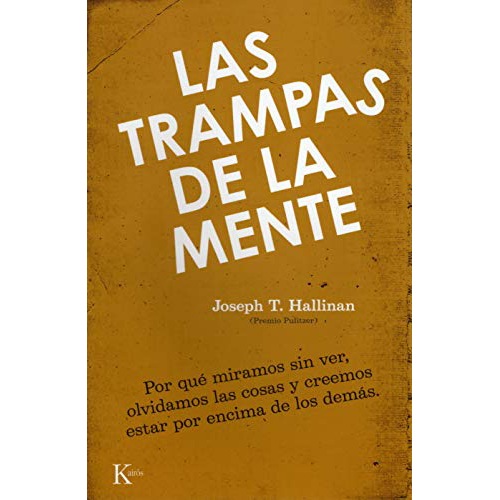 LAS
TRAMPAS
DE LA
MENTE
Joseph T. Hallinan
(Premio Pulitzer)
Por qué miramos sin ver,
olvidamos las cosas y creemos
estar por encima de los demás.
Kairós